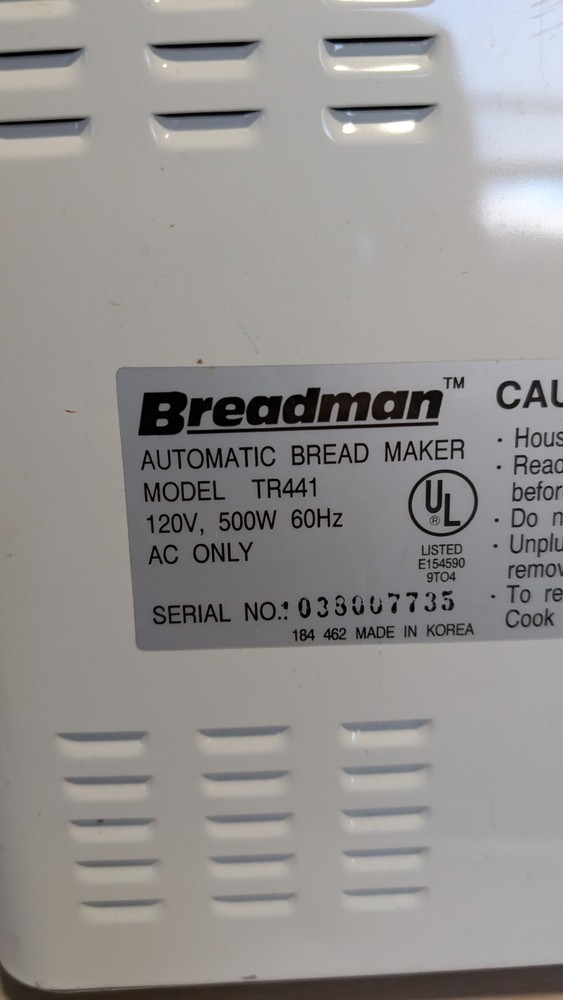 Breadman™
AUTOMATIC BREAD MAKER
MODEL TR441
120V, 500W 60Hz
AC ONLY
UL
®
LISTED
E154590
9TO4
SERIAL NO.: 038007735
184 462 MADE IN KOREA
CAU
· Hous
· Read
befor
· Do n
· Unplu
remov
· To re
Cook